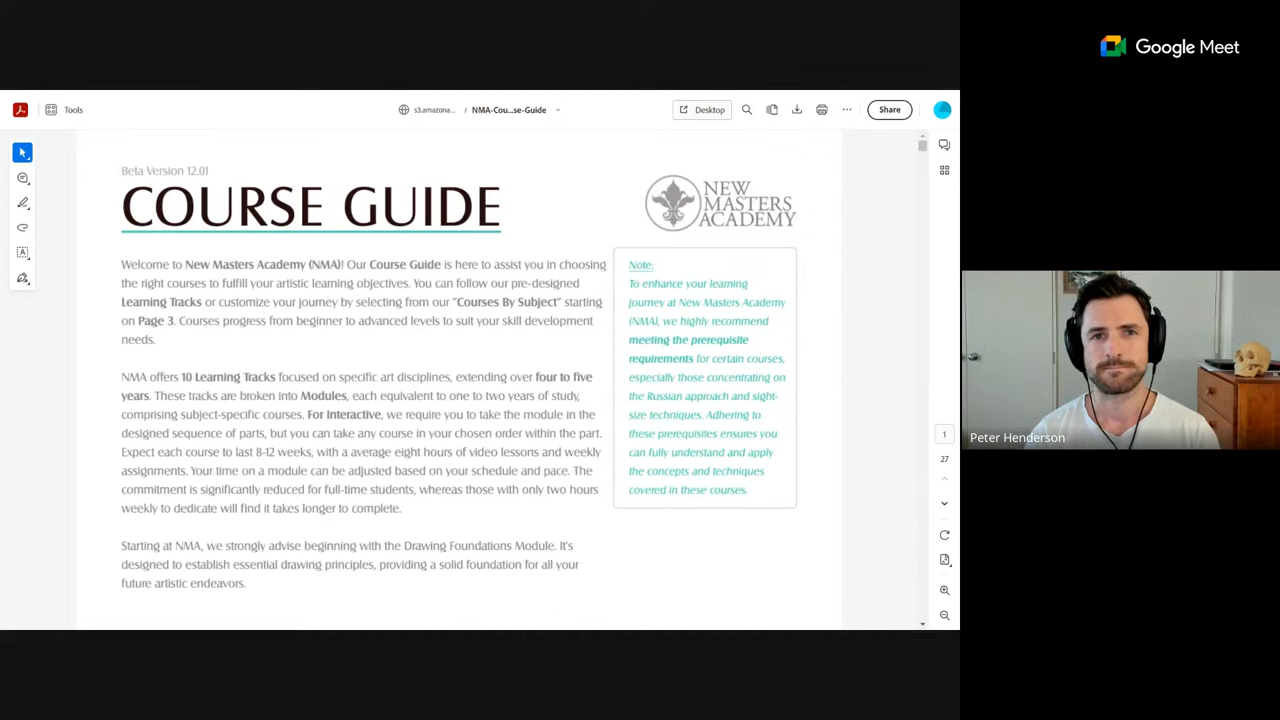 Google Meet
Tools
s3.amazona... / NMA-Cou...se-Guide
Desktop
Share
Beta Version 12.01
COURSE GUIDE
NEW
MASTERS
ACADEMY
Welcome to New Masters Academy (NMA)! Our Course Guide is here to assist you in choosing
the right courses to fulfill your artistic learning objectives. You can follow our pre-designed
Learning Tracks or customize your journey by selecting from our "Courses By Subject" starting
on Page 3. Courses progress from beginner to advanced levels to suit your skill development
needs.
NMA offers 10 Learning Tracks focused on specific art disciplines, extending over four to five
years. These tracks are broken into Modules, each equivalent to one to two years of study,
comprising subject-specific courses. For Interactive, we require you to take the module in the
designed sequence of parts, but you can take any course in your chosen order within the part.
Expect each course to last 8-12 weeks, with a average eight hours of video lessons and weekly
assignments. Your time on a module can be adjusted based on your schedule and pace. The
commitment is significantly reduced for full-time students, whereas those with only two hours
weekly to dedicate will find it takes longer to complete.
Starting at NMA, we strongly advise beginning with the Drawing Foundations Module. It's
designed to establish essential drawing principles, providing a solid foundation for all your
future artistic endeavors.
Note:
To enhance your learning
journey at New Masters Academy
(NMA), we highly recommend
meeting the prerequisite
requirements for certain courses,
especially those concentrating on
the Russian approach and sight-
size techniques. Adhering to
these prerequisites ensures you
can fully understand and apply
the concepts and techniques
covered in these courses.
1
27
Peter Henderson